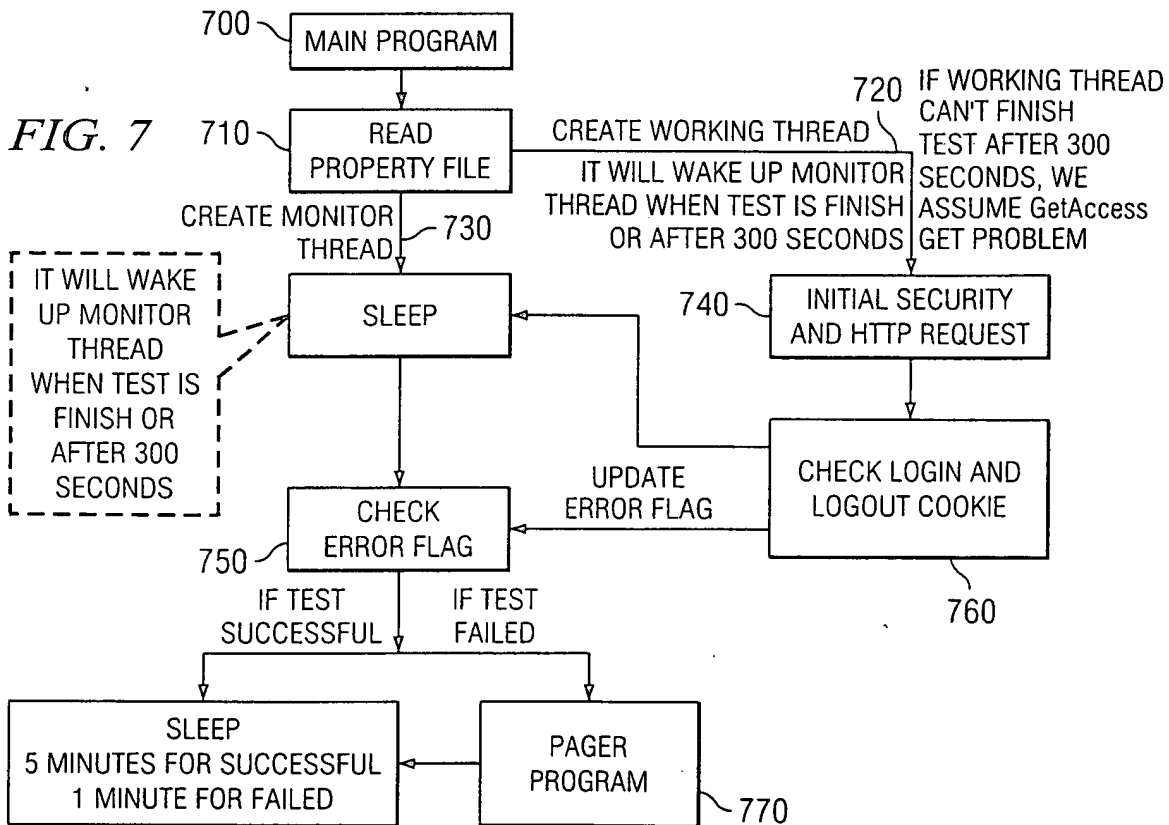 700
MAIN PROGRAM
FIG. 7
710
READ
PROPERTY FILE
CREATE WORKING THREAD
720
IF WORKING THREAD
CAN'T FINISH
TEST AFTER 300
SECONDS, WE
ASSUME GetAccess
GET PROBLEM
IT WILL WAKE UP MONITOR
THREAD WHEN TEST IS FINISH
OR AFTER 300 SECONDS
CREATE MONITOR
THREAD
730
IT WILL WAKE
UP MONITOR
THREAD
WHEN TEST IS
FINISH OR
AFTER 300
SECONDS
SLEEP
740
INITIAL SECURITY
AND HTTP REQUEST
CHECK LOGIN AND
LOGOUT COOKIE
760
UPDATE
ERROR FLAG
CHECK
ERROR FLAG
750
IF TEST
SUCCESSFUL
IF TEST
FAILED
SLEEP
5 MINUTES FOR SUCCESSFUL
1 MINUTE FOR FAILED
PAGER
PROGRAM
770